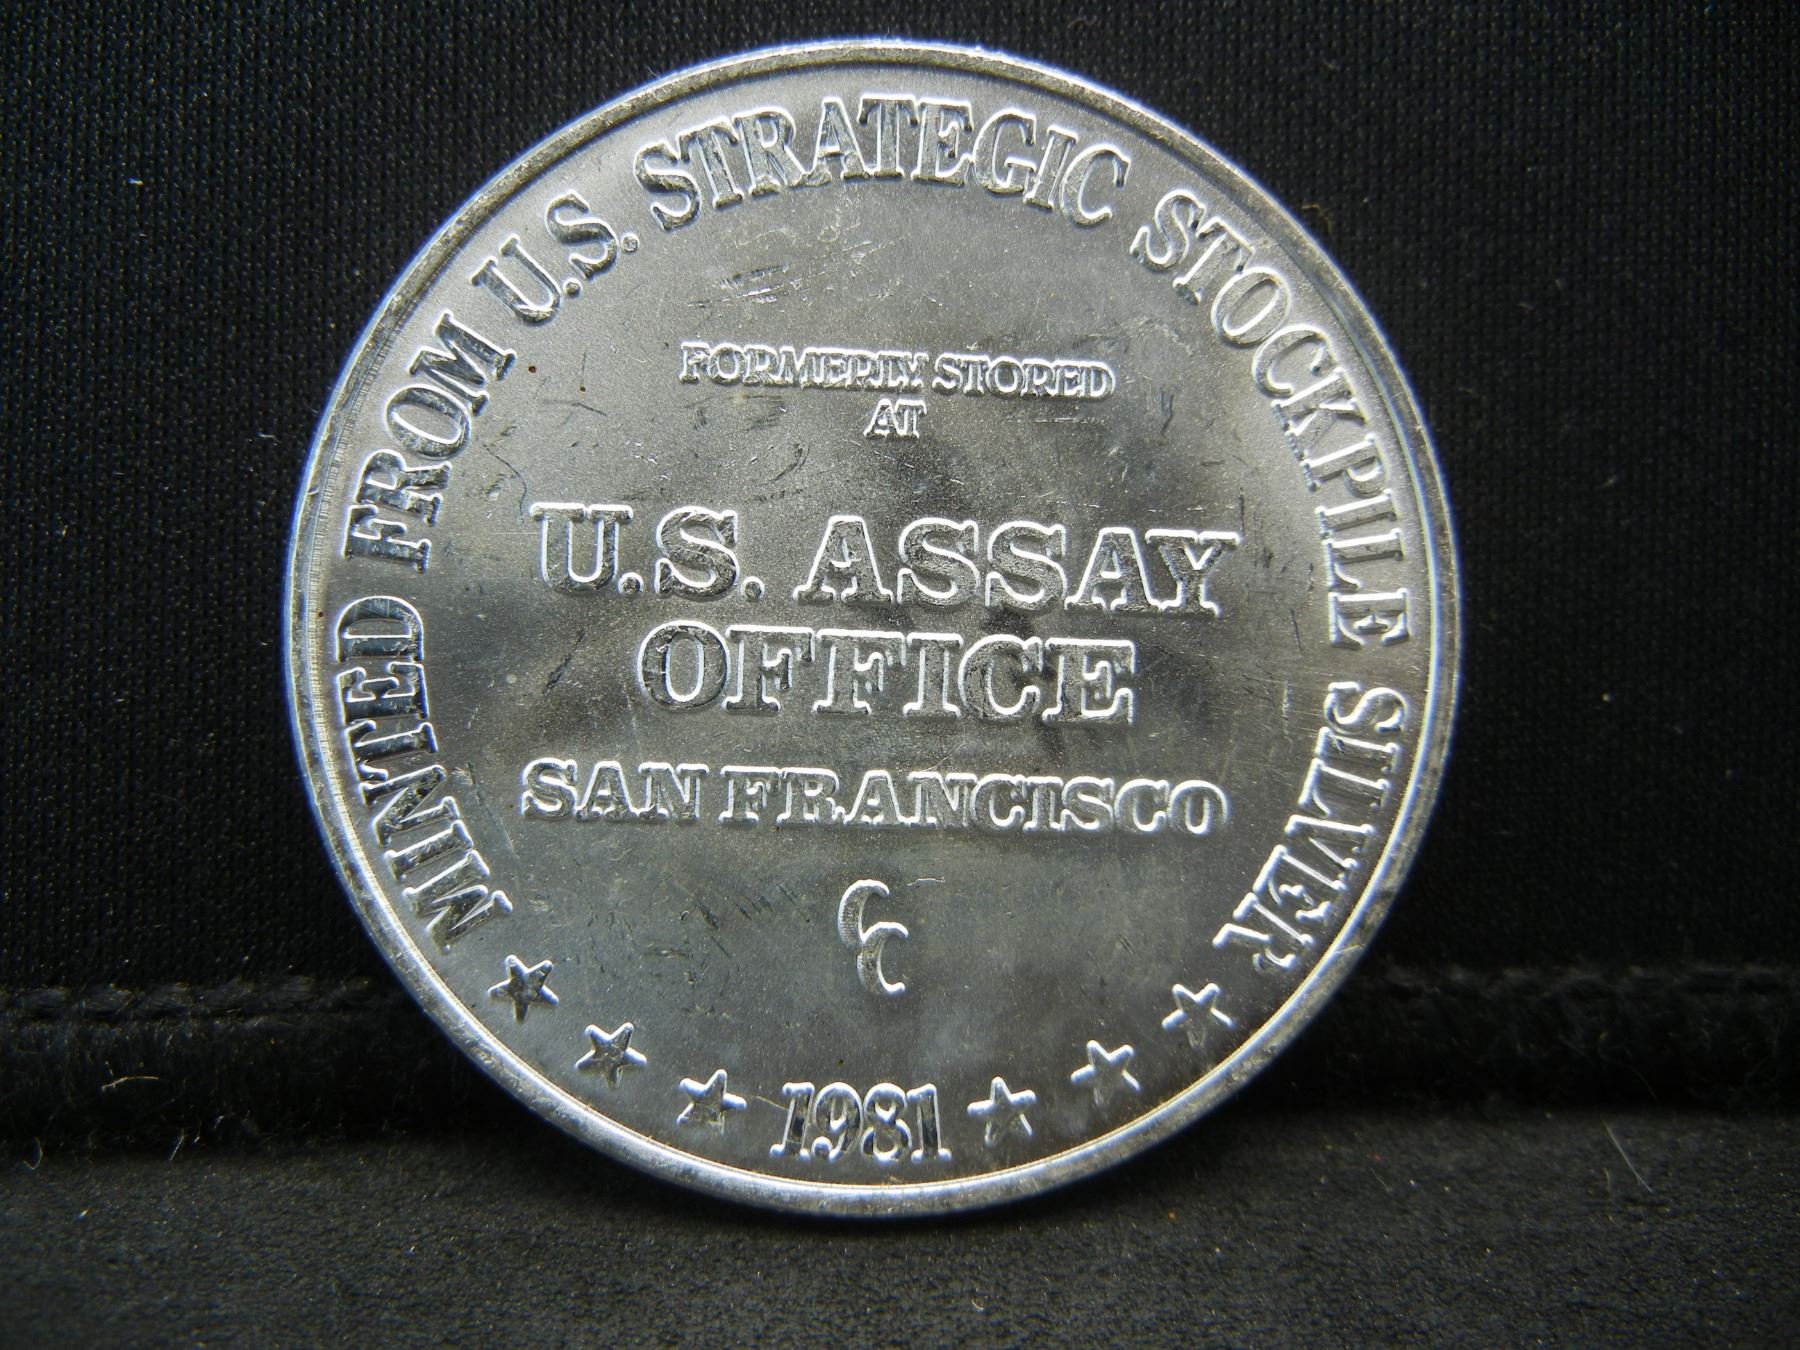 MINTED FROM U.S. STRATEGIC STOCKPILE SILVER
FORMERLY STORED
AT
U.S. ASSAY
OFFICE
SAN FRANCISCO
CC
1981